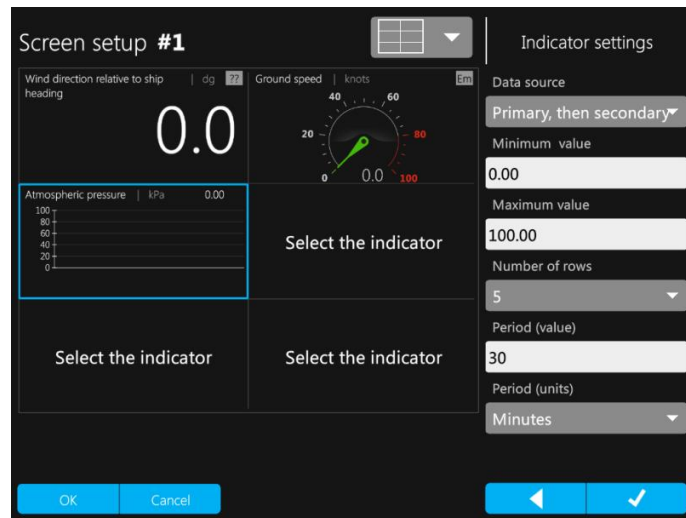 Screen setup #1
Indicator settings
Wind direction relative to ship | dg ??
heading
0.0
Ground speed | knots Em
40 60
20 80
0 0.0 100
Atmospheric pressure | kPa 0.00
100
80
60
40
20
0
Select the indicator
Select the indicator
Select the indicator
Data source
Primary, then secondary
Minimum value
0.00
Maximum value
100.00
Number of rows
5
Period (value)
30
Period (units)
Minutes
OK
Cancel